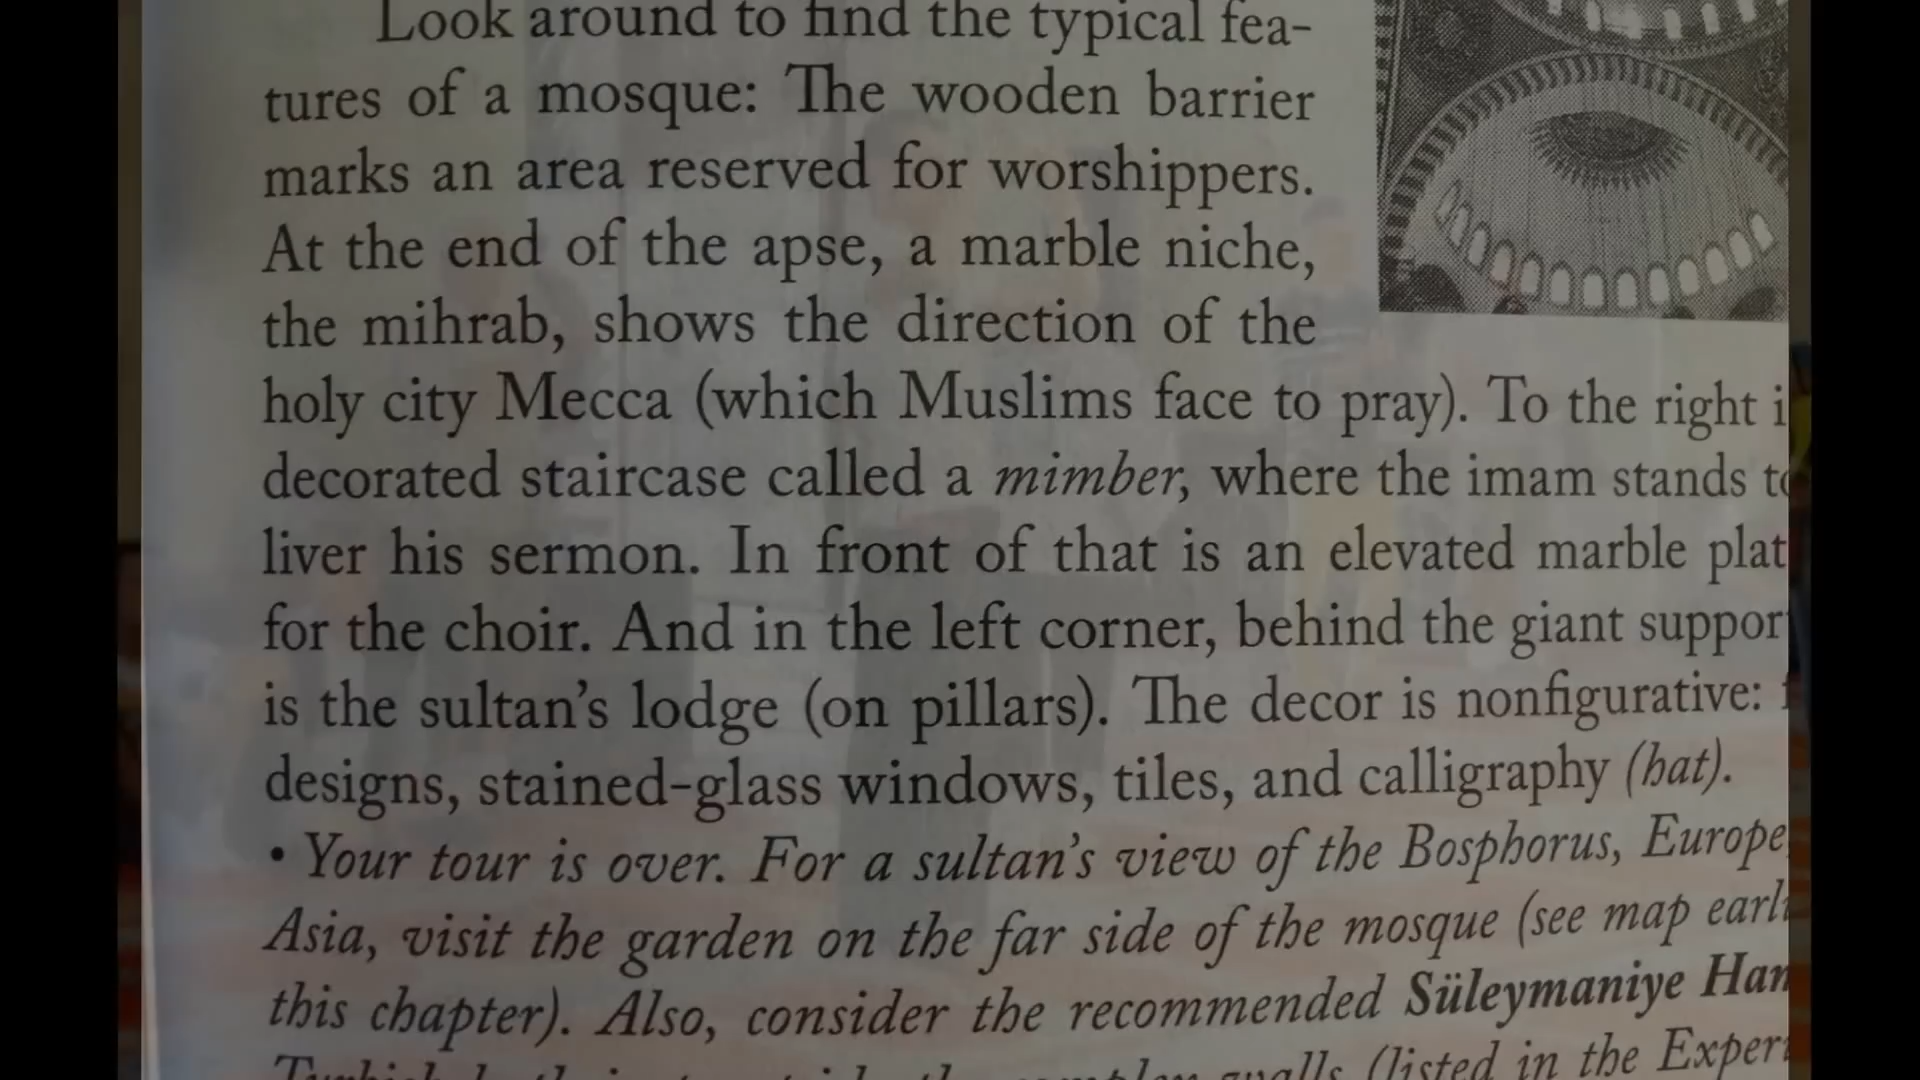 Look around to find the typical fea-
tures of a mosque: The wooden barrier
marks an area reserved for worshippers.
At the end of the apse, a marble niche,
the mihrab, shows the direction of the
holy city Mecca (which Muslims face to pray). To the right
decorated staircase called a mimber, where the imam stands
liver his sermon. In front of that is an elevated marble plat
for the choir. And in the left corner, behind the giant suppor
is the sultan's lodge (on pillars). The decor is nonfigurative:
designs, stained-glass windows, tiles, and calligraphy (hat).
• Your tour is over. For a sultan's view of the Bosphorus, Europe
Asia, visit the garden on the far side of the mosque (see map earl
this chapter). Also, consider the recommended Süleymaniye
(listed in the Exper